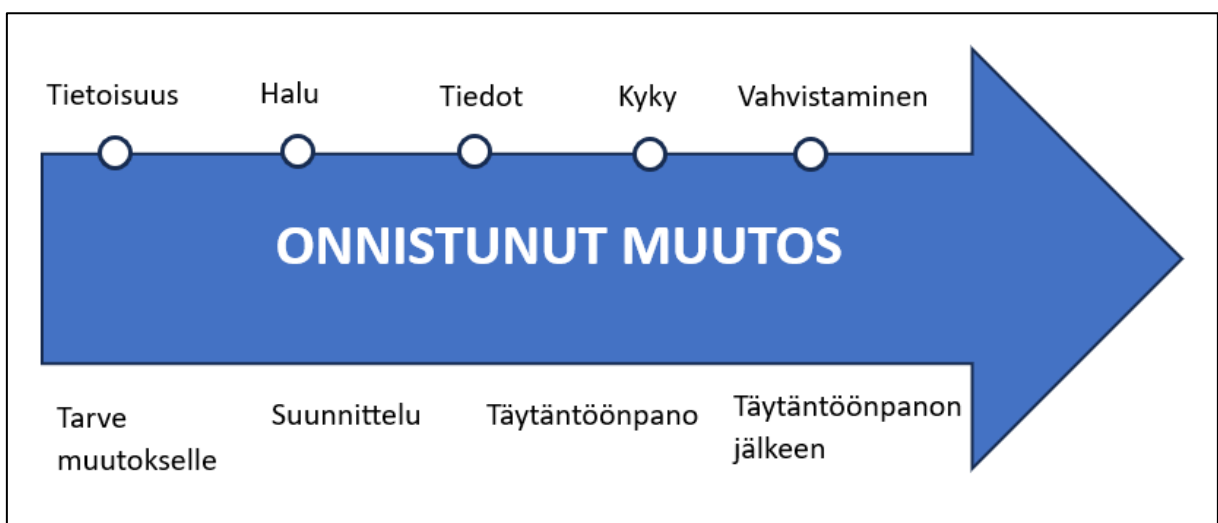 Tietoisuus
Halu
Tiedot
Kyky
Vahvistaminen
ONNISTUNUT MUUTOS
Tarve
muutokselle
Suunnittelu
Täytäntöönpano
Täytäntöönpanon
jälkeen